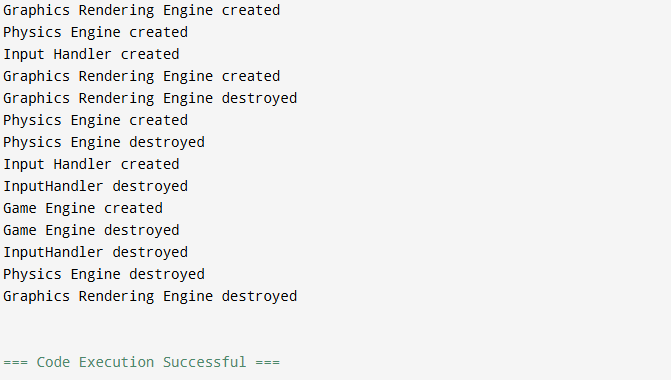 Graphics Rendering Engine created
Physics Engine created
Input Handler created
Graphics Rendering Engine created
Graphics Rendering Engine destroyed
Physics Engine created
Physics Engine destroyed
Input Handler created
InputHandler destroyed
Game Engine created
Game Engine destroyed
InputHandler destroyed
Physics Engine destroyed
Graphics Rendering Engine destroyed
=== Code Execution Successful ===